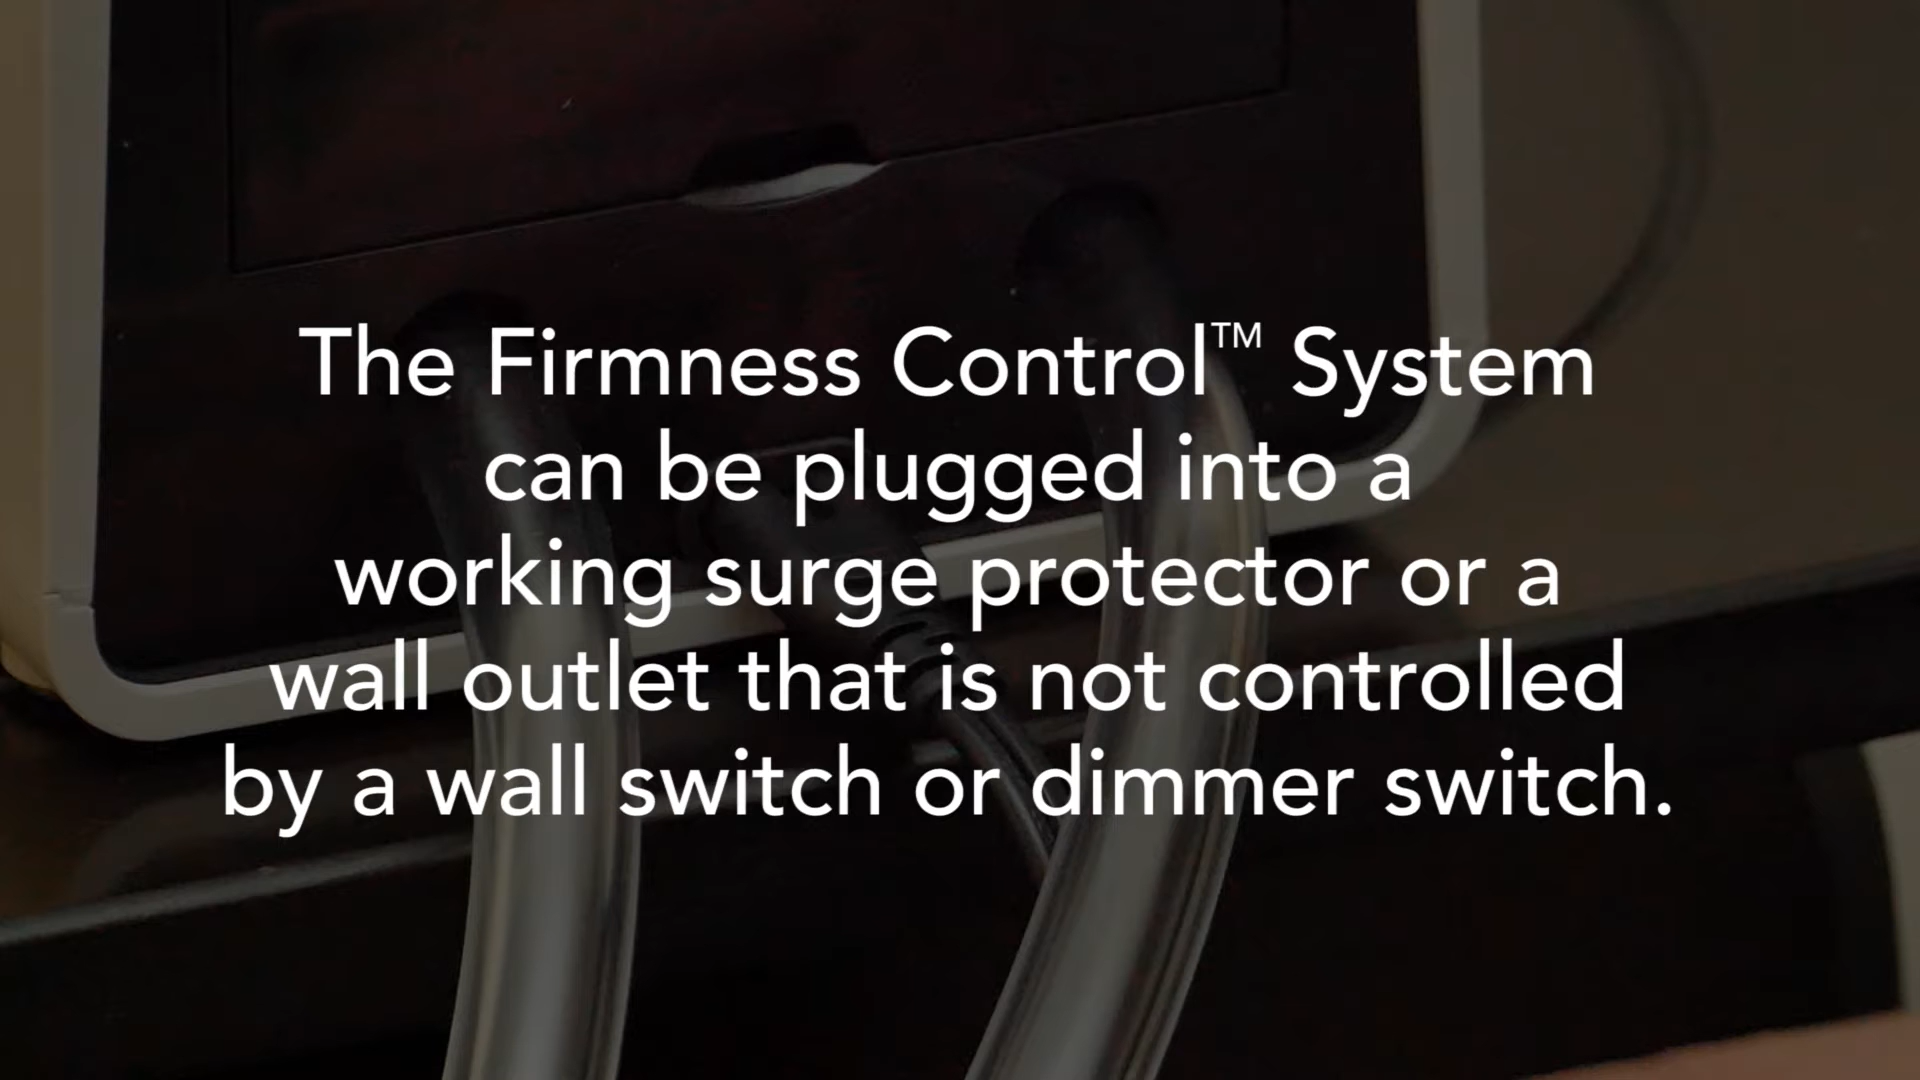 The Firmness Control™ System
can be plugged into a
working surge protector or a
wall outlet that is not controlled
by a wall switch or dimmer switch.